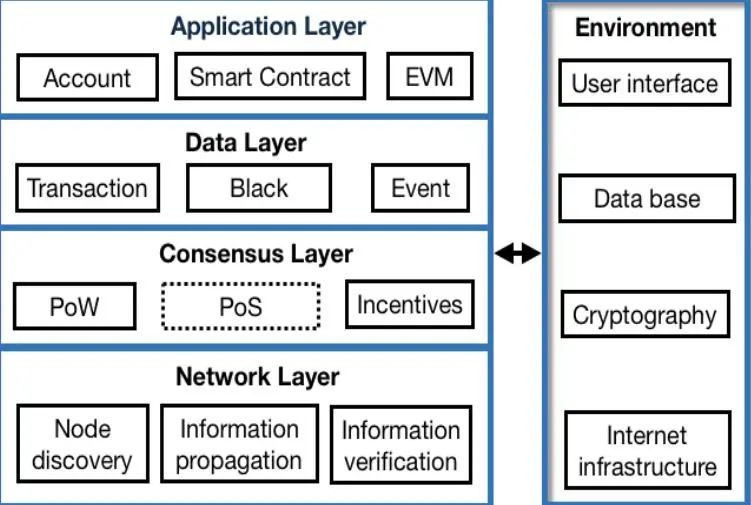 Application Layer
Account
Smart Contract
EVM
Data Layer
Transaction
Black
Event
Consensus Layer
PoW
PoS
Incentives
Network Layer
Node
discovery
Information
propagation
Information
verification
Environment
User interface
Data base
Cryptography
Internet
infrastructure